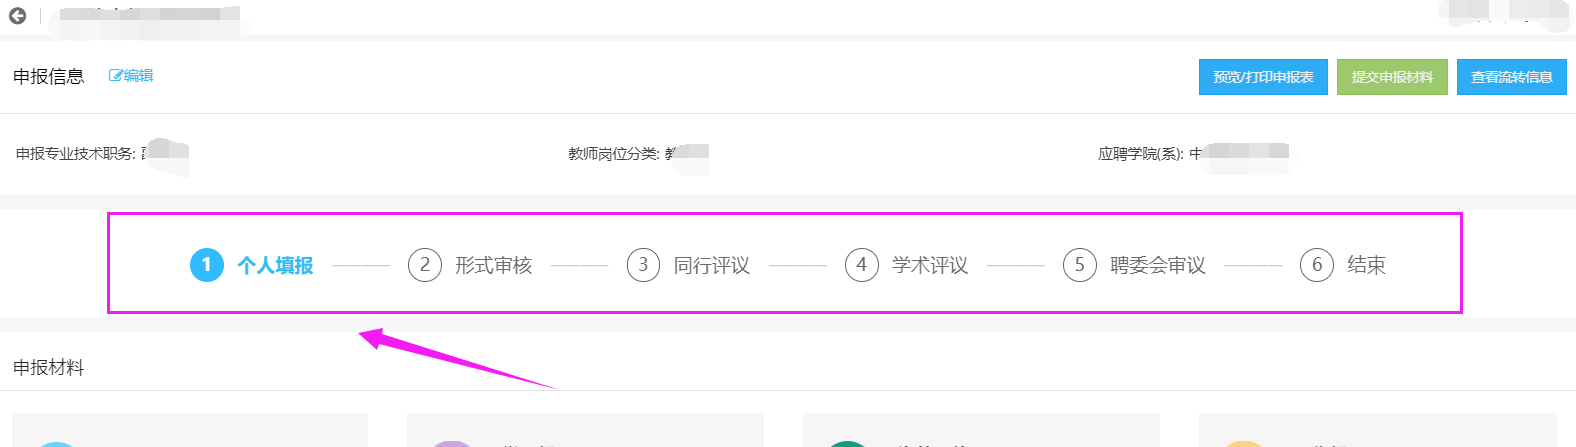 申报信息 编辑 预览/打印申报表 提交申报材料 查看流转信息
申报专业技术职务: 教师岗位分类: 应聘学院(系): 中
1 个人填报 2 形式审核 3 同行评议 4 学术评议 5 聘委会审议 6 结束
申报材料